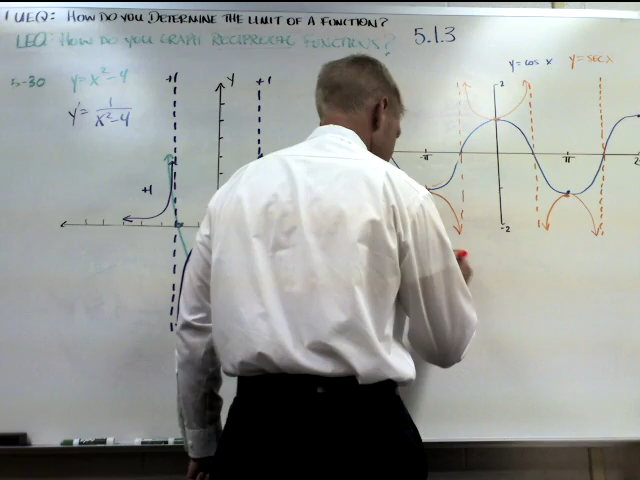 UEQ: HOW DO YOU DETERMINE THE LIMIT OF A FUNCTION?
LEQ: HOW DO YOU GRAPH RECIPROCAL FUNCTIONS?
5.1.3
5-30 y = x² - 4
y' = 1/(x² - 4)
+1 y +1
+1
y = cos x y = sec x
2
-π π 2
-2